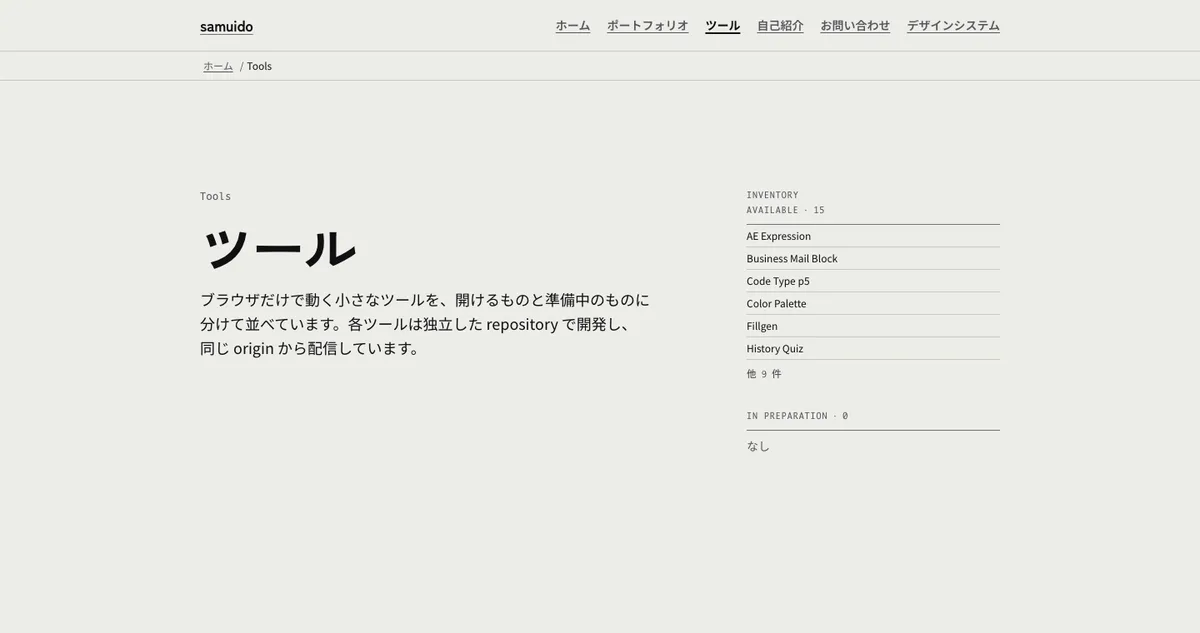 samuido
ホーム ポートフォリオ ツール 自己紹介 お問い合わせ デザインシステム
ホーム / Tools
Tools
ツール
ブラウザだけで動く小さなツールを、開けるものと準備中のものに
分けて並べています。各ツールは独立した repository で開発し、
同じ origin から配信しています。
INVENTORY
AVAILABLE · 15
AE Expression
Business Mail Block
Code Type p5
Color Palette
Fillgen
History Quiz
他 9 件
IN PREPARATION · 0
なし